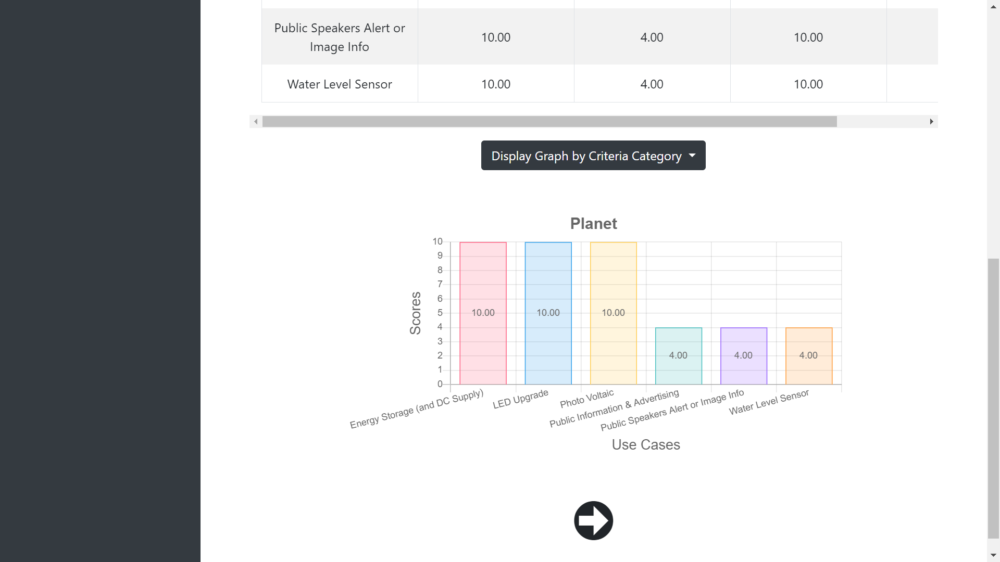 Public Speakers Alert or
Image Info
10.00
4.00
10.00
Water Level Sensor
10.00
4.00
10.00
Display Graph by Criteria Category
Planet
Scores
10
9
8
7
6
5
4
3
2
1
0
10.00
10.00
10.00
4.00
4.00
4.00
Energy Storage (and DC Supply)
LED Upgrade
Photo Voltaic
Public Information & Advertising
Public Speakers Alert or Image Info
Water Level Sensor
Use Cases